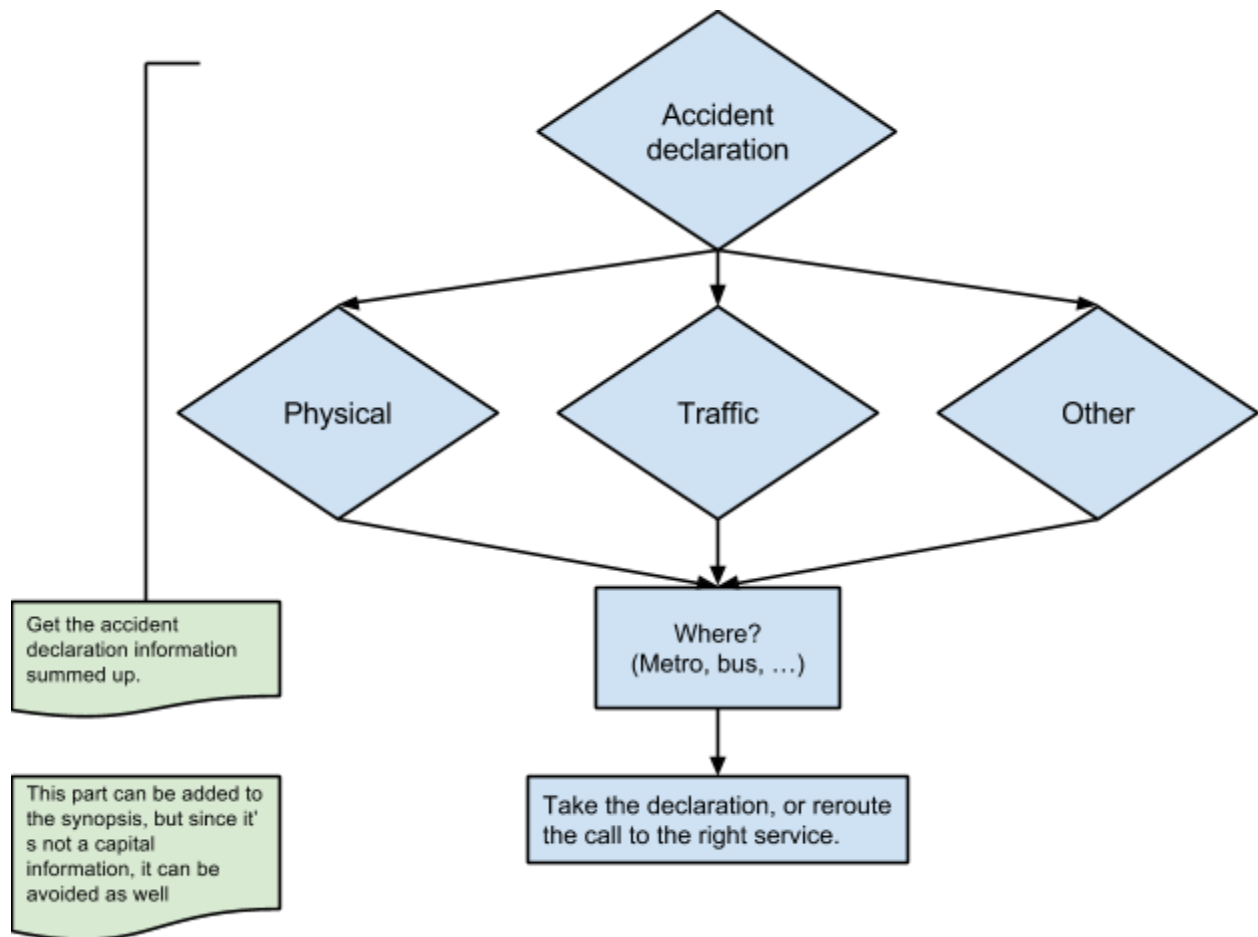 Accident
declaration
Physical
Traffic
Other
Where?
(Metro, bus, …)
Take the declaration, or reroute
the call to the right service.
Get the accident
declaration information
summed up.
This part can be added to
the synopsis, but since it'
s not a capital
information, it can be
avoided as well